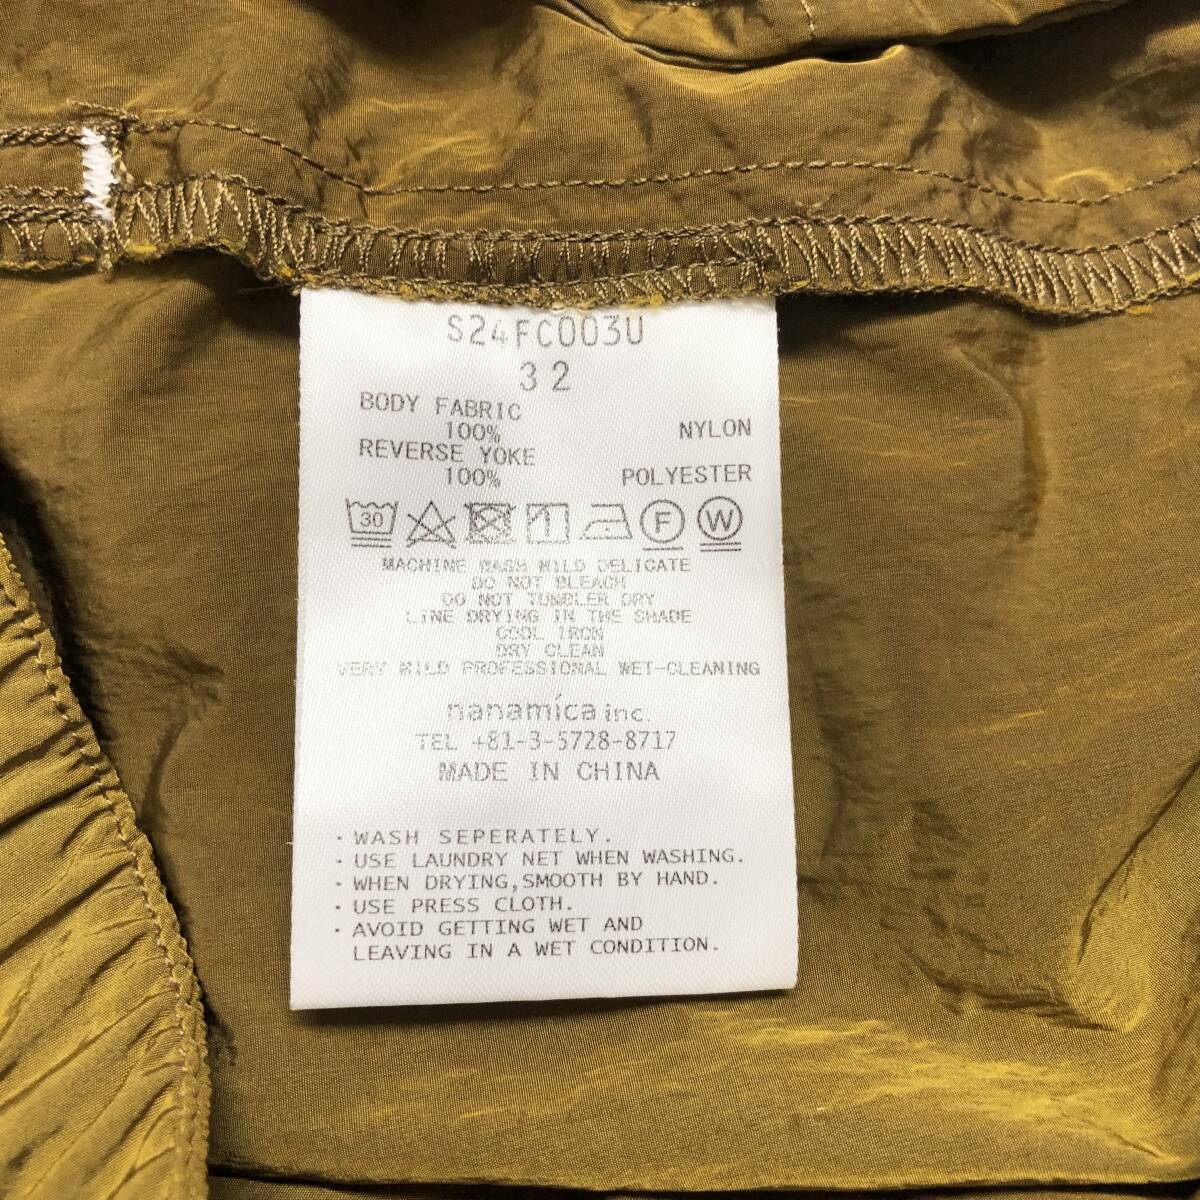 S24FC003U
32
BODY FABRIC
100% NYLON
REVERSE YOKE
100% POLYESTER
30 F W
MACHINE WASH MILD DELICATE
DO NOT BLEACH
DO NOT TUMBLER DRY
LINE DRYING IN THE SHADE
COOL IRON
DRY CLEAN
VERY MILD PROFESSIONAL WET-CLEANING
nanamica inc.
TEL +81-3-5728-8717
MADE IN CHINA
・WASH SEPERATELY.
・USE LAUNDRY NET WHEN WASHING.
・WHEN DRYING,SMOOTH BY HAND.
・USE PRESS CLOTH.
・AVOID GETTING WET AND
LEAVING IN A WET CONDITION.